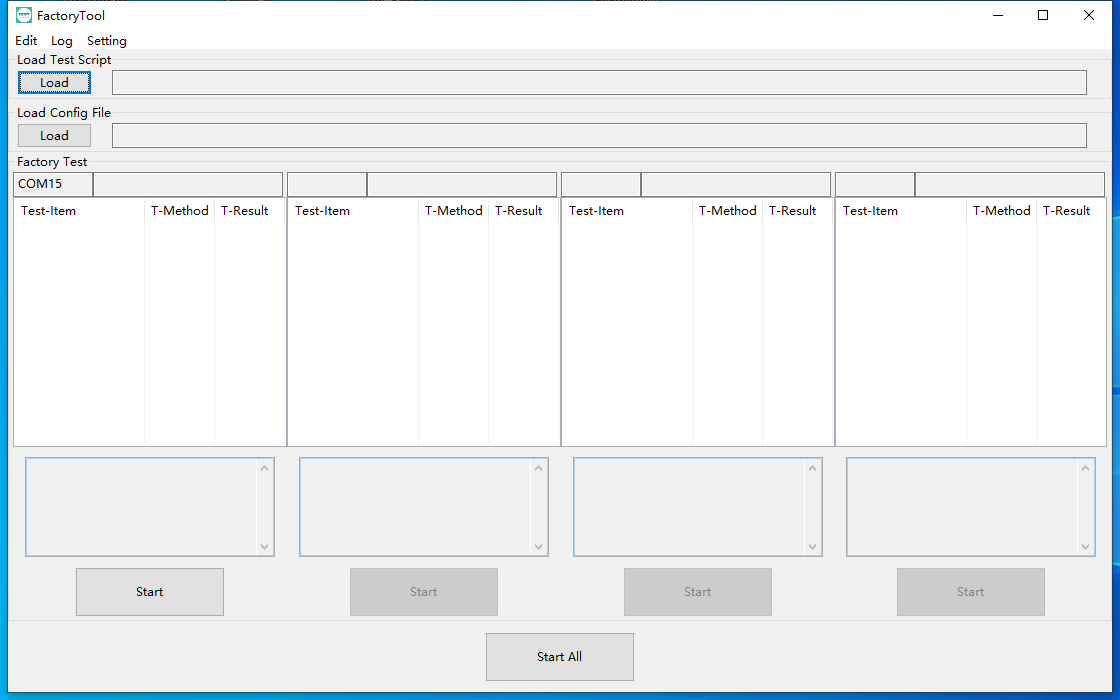 FactoryTool
Edit Log Setting
Load Test Script
Load
Load Config File
Load
Factory Test
COM15
Test-Item T-Method T-Result Test-Item T-Method T-Result Test-Item T-Method T-Result Test-Item T-Method T-Result
Start Start Start Start
Start All